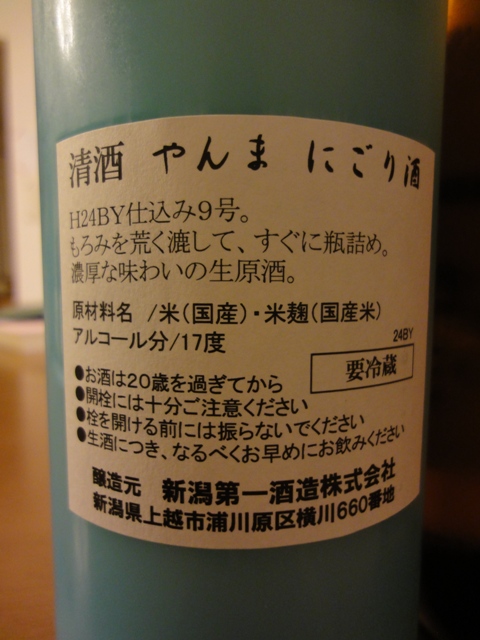 清酒 やんま にごり酒
H24BY仕込み9号。
もろみを荒く漉して、すぐに瓶詰め。
濃厚な味わいの生原酒。
原材料名 /米(国産)・米麹(国産米)
アルコール分/17度
24BY
要冷蔵
●お酒は20歳を過ぎてから
●開栓には十分ご注意ください
●栓を開ける前には振らないでください
●生酒につき、なるべくお早めにお飲みください
醸造元 新潟第一酒造株式会社
新潟県上越市浦川原区横川660番地